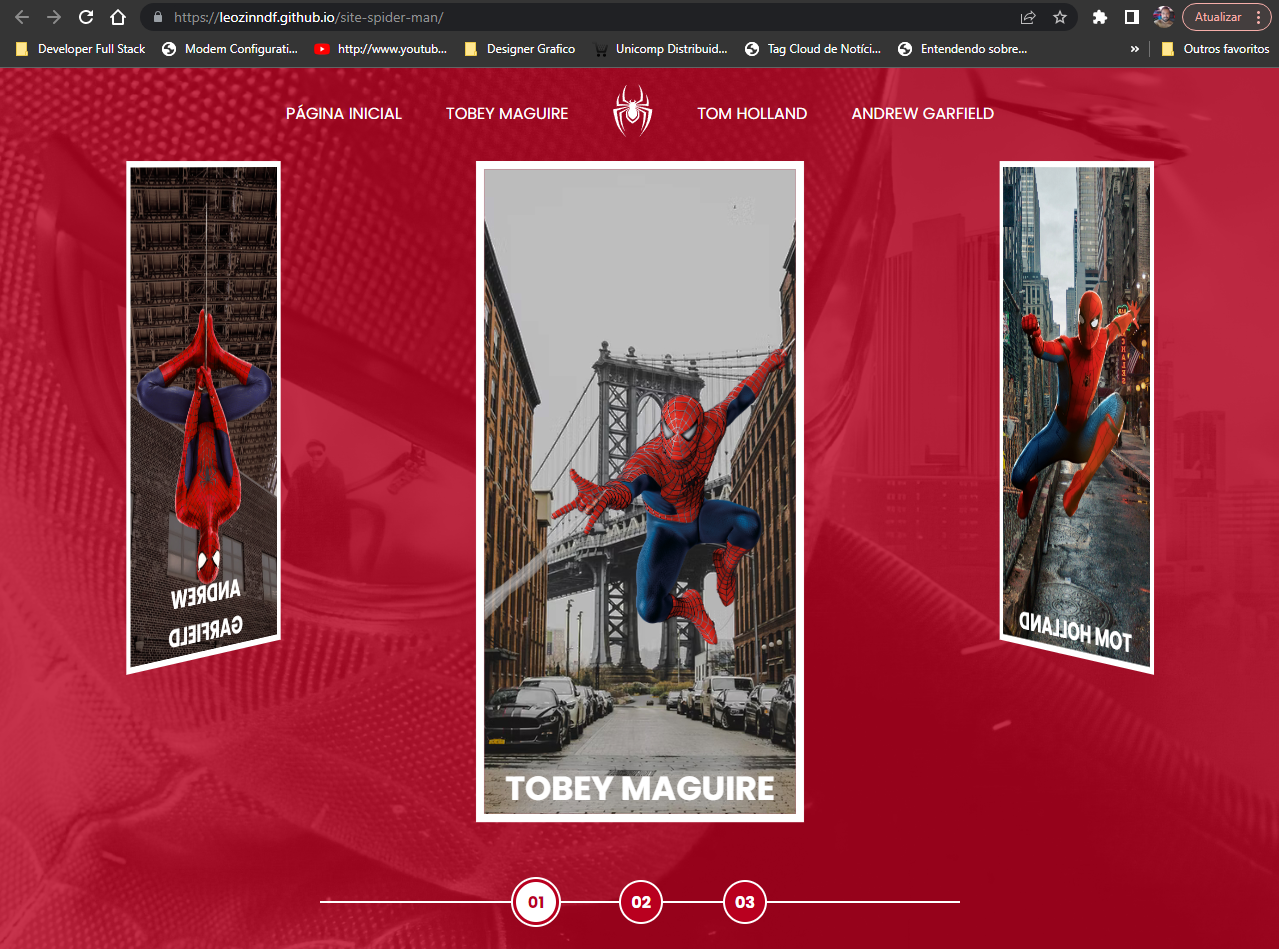 https://leozinndf.github.io/site-spider-man/
Atualizar
Developer Full Stack
Modem Configurati...
http://www.youtub...
Designer Grafico
Unicomp Distribuid...
Tag Cloud de Notíci...
Entendendo sobre...
»
Outros favoritos
PÁGINA INICIAL
TOBEY MAGUIRE
TOM HOLLAND
ANDREW GARFIELD
ANDREW
GARFIELD
TOBEY MAGUIRE
TOM HOLLAND
01
02
03